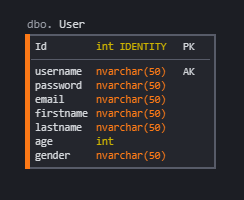 dbo. User
Id int IDENTITY PK
username nvarchar(50) AK
password nvarchar(50)
email nvarchar(50)
firstname nvarchar(50)
lastname nvarchar(50)
age int
gender nvarchar(50)